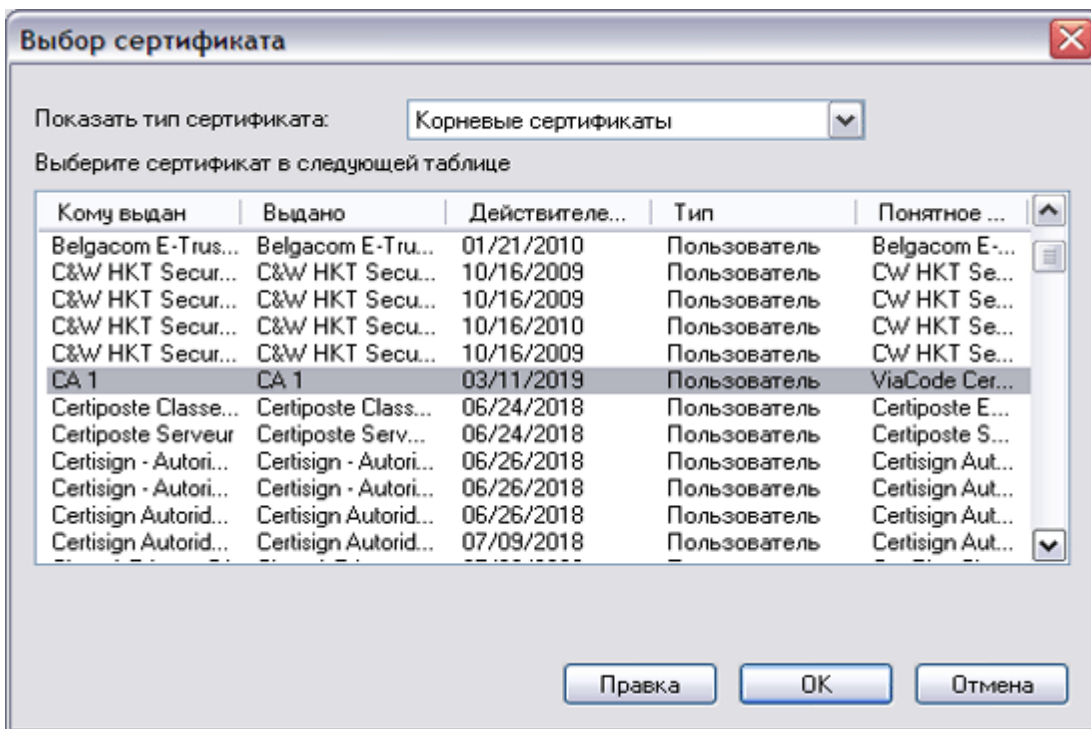 Выбор сертификата
Показать тип сертификата: Корневые сертификаты
Выберите сертификат в следующей таблице
Кому выдан Выдано Действителе... Тип Понятное ...
Belgacom E-Trus... Belgacom E-Tru... 01/21/2010 Пользователь Belgacom E-...
C&W HKT Secur... C&W HKT Secu... 10/16/2009 Пользователь CW HKT Se...
C&W HKT Secur... C&W HKT Secu... 10/16/2009 Пользователь CW HKT Se...
C&W HKT Secur... C&W HKT Secu... 10/16/2010 Пользователь CW HKT Se...
C&W HKT Secur... C&W HKT Secu... 10/16/2009 Пользователь CW HKT Se...
CA 1 CA 1 03/11/2019 Пользователь ViaCode Cer...
Certiposte Classe... Certiposte Class... 06/24/2018 Пользователь Certiposte E...
Certiposte Serveur Certiposte Serv... 06/24/2018 Пользователь Certiposte S...
Certisign - Autori... Certisign - Autori... 06/26/2018 Пользователь Certisign Aut...
Certisign - Autori... Certisign - Autori... 06/26/2018 Пользователь Certisign Aut...
Certisign Autorid... Certisign Autorid... 06/26/2018 Пользователь Certisign Aut...
Certisign Autorid... Certisign Autorid... 07/09/2018 Пользователь Certisign Aut...
Правка OK Отмена